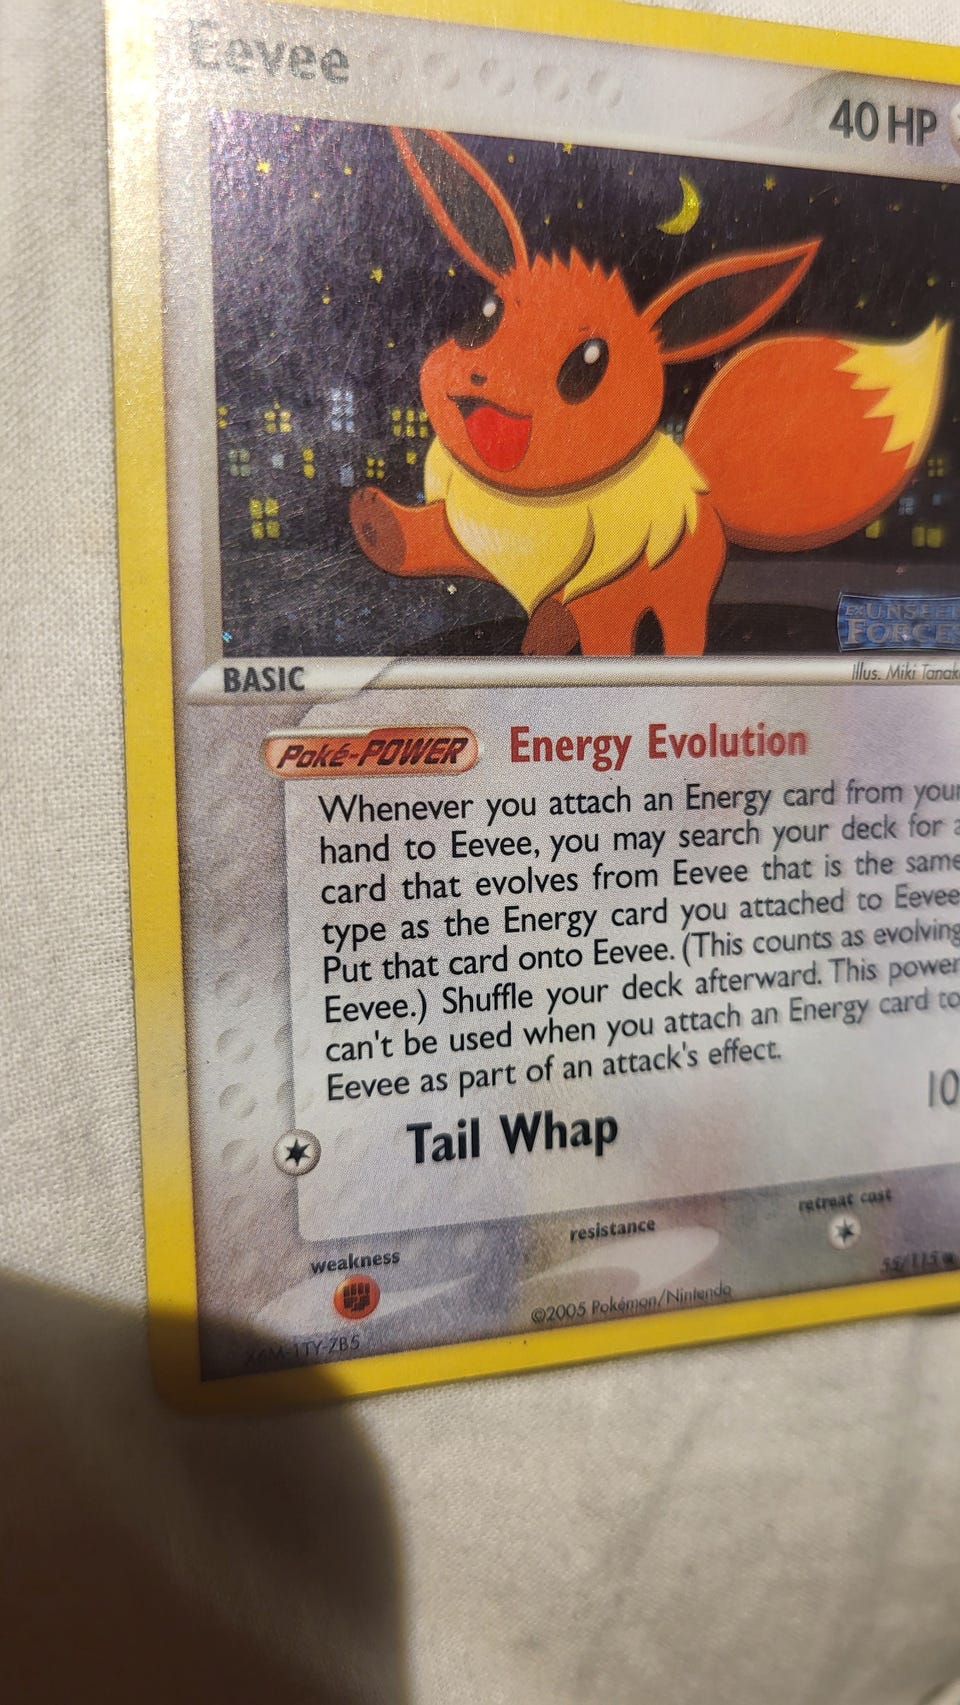 Eevee
40 HP
EX UNSEEN
FORCES
BASIC
Illus. Miki Tanak
Poké-POWER Energy Evolution
Whenever you attach an Energy card from your
hand to Eevee, you may search your deck for a
card that evolves from Eevee that is the same
type as the Energy card you attached to Eevee
Put that card onto Eevee. (This counts as evolving
Eevee.) Shuffle your deck afterward. This power
can't be used when you attach an Energy card to
Eevee as part of an attack's effect.
Tail Whap 10
weakness resistance retreat cost
55/115
©2005 Pokémon/Nintendo